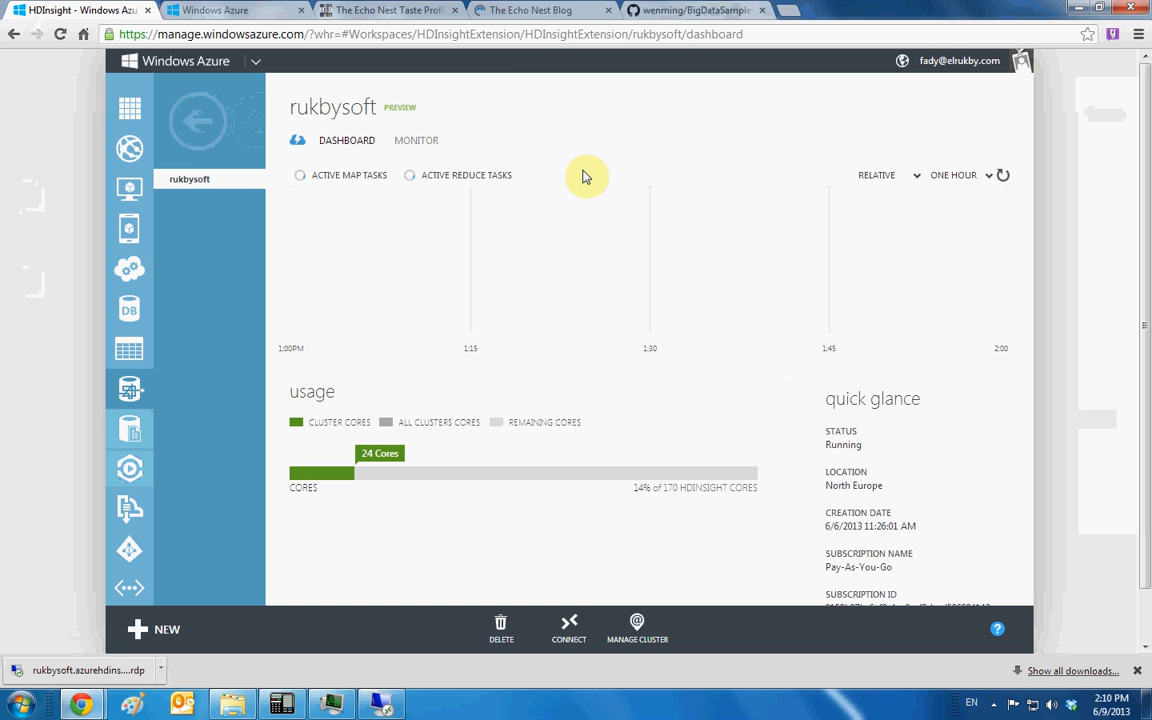 HDInsight - Windows Azu
Windows Azure
The Echo Nest Taste Profil
The Echo Nest Blog
wenming/BigDataSample
https://manage.windowsazure.com/?whr=#Workspaces/HDInsightExtension/HDInsightExtension/rukbysoft/dashboard
Windows Azure
fady@elrukby.com
rukbysoft
rukbysoft PREVIEW
DASHBOARD MONITOR
ACTIVE MAP TASKS ACTIVE REDUCE TASKS RELATIVE ONE HOUR
1:00PM 1:15 1:30 1:45 2:00
DB
usage
CLUSTER CORES ALL CLUSTERS CORES REMAINING CORES
24 Cores
CORES 14% of 170 HDINSIGHT CORES
quick glance
STATUS
Running
LOCATION
North Europe
CREATION DATE
6/6/2013 11:26:01 AM
SUBSCRIPTION NAME
Pay-As-You-Go
SUBSCRIPTION ID
NEW
DELETE CONNECT MANAGE CLUSTER
?
rukbysoft.azurehdins....rdp
Show all downloads...
EN
2:10 PM
6/9/2013